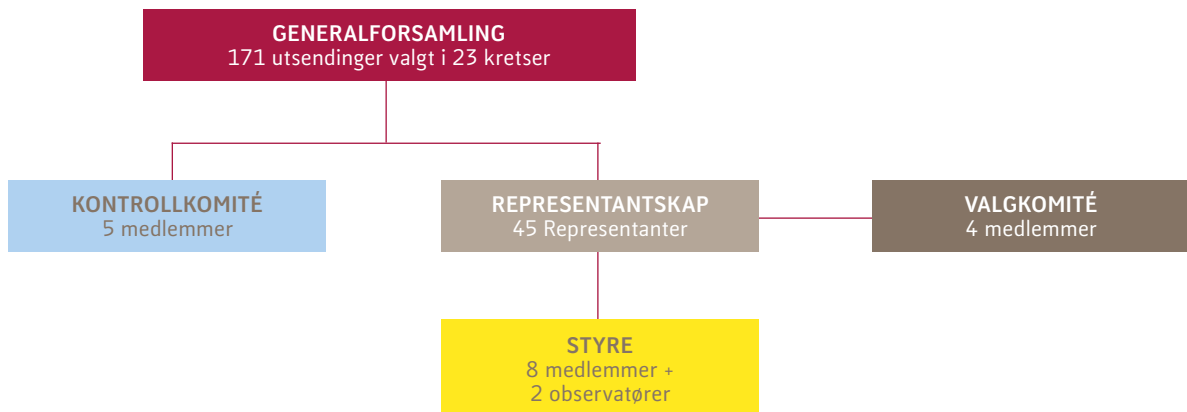 GENERALFORSAMLING
171 utsendinger valgt i 23 kretser
KONTROLLKOMITÉ
5 medlemmer
REPRESENTANTSKAP
45 Representanter
VALGKOMITÉ
4 medlemmer
STYRE
8 medlemmer +
2 observatører